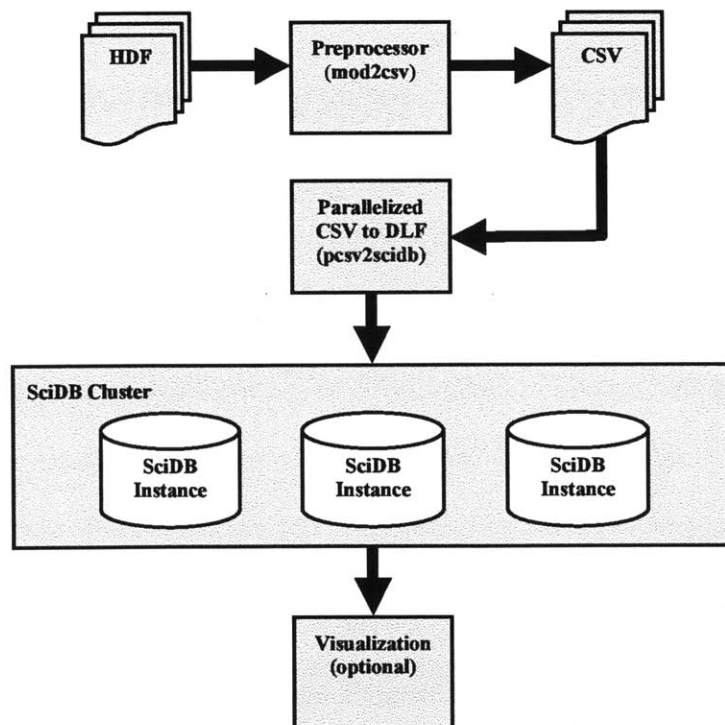 HDF
Preprocessor
(mod2csv)
CSV
Parallelized
CSV to DLF
(pcsv2scidb)
SciDB Cluster
SciDB
Instance
SciDB
Instance
SciDB
Instance
Visualization
(optional)